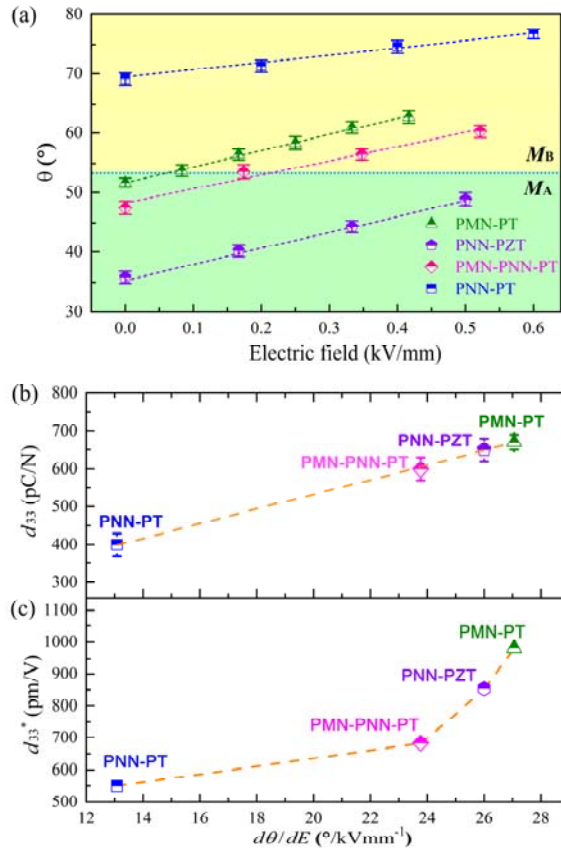 (a)
90
80
70
60
50
40
30
θ (°)
M_B
M_A
PMN-PT
PNN-PZT
PMN-PNN-PT
PNN-PT
0.0 0.1 0.2 0.3 0.4 0.5 0.6
Electric field (kV/mm)
(b)
800
700
600
500
400
300
d₃₃ (pC/N)
PMN-PT
PNN-PZT
PMN-PNN-PT
PNN-PT
(c)
1100
1000
900
800
700
600
500
d₃₃* (pm/V)
PMN-PT
PNN-PZT
PMN-PNN-PT
PNN-PT
12 14 16 18 20 22 24 26 28
dθ/dE (°/kVmm⁻¹)